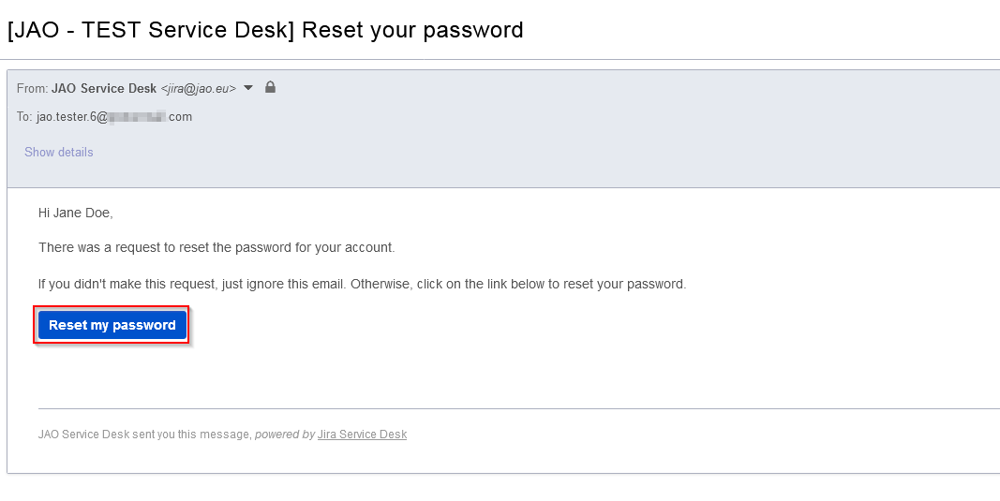 [JAO - TEST Service Desk] Reset your password
From: JAO Service Desk <jira@jao.eu>
To: jao.tester.6@ .com
Show details
Hi Jane Doe,
There was a request to reset the password for your account.
If you didn't make this request, just ignore this email. Otherwise, click on the link below to reset your password.
Reset my password
JAO Service Desk sent you this message, powered by Jira Service Desk